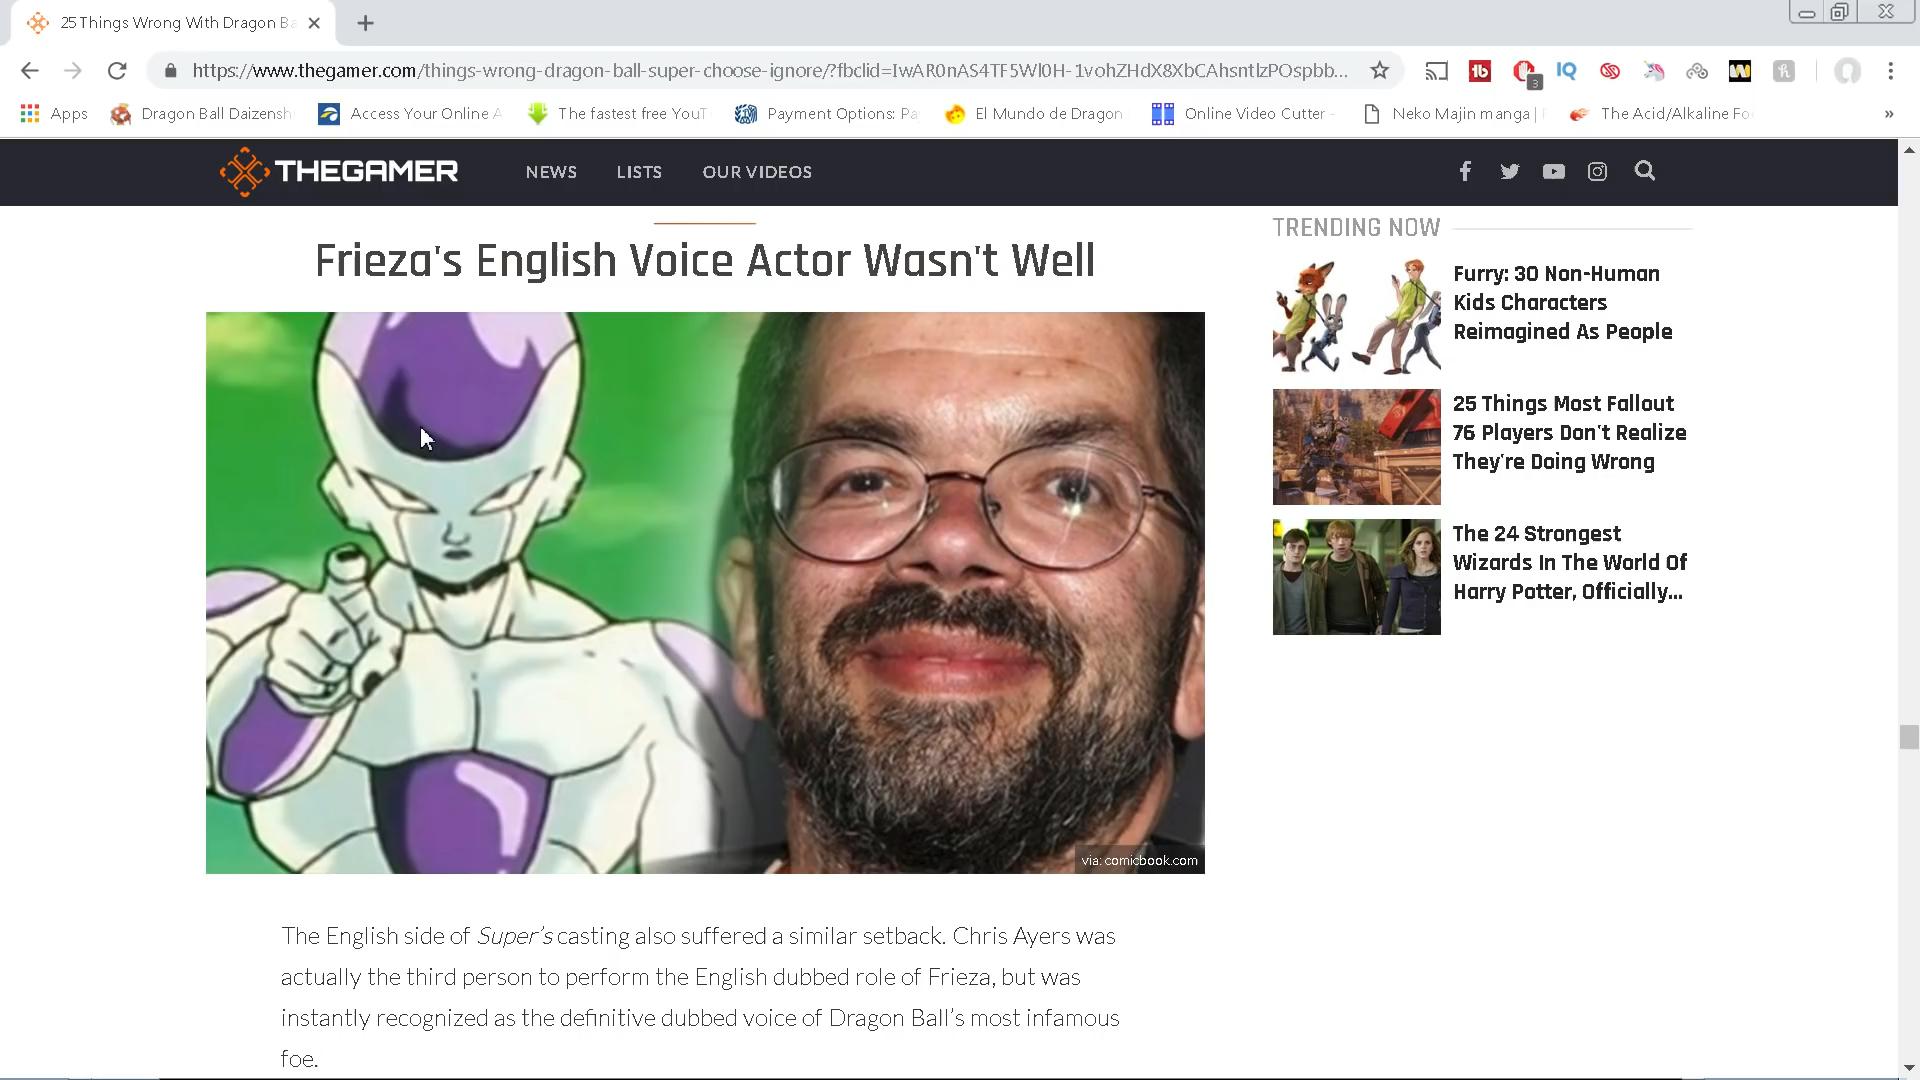 25 Things Wrong With Dragon Ba
https://www.thegamer.com/things-wrong-dragon-ball-super-choose-ignore/?fbclid=IwAR0nAS4TF5Wl0H-1vohZHdX8XbCAhsntlzPOspbb...
3
Apps
Dragon Ball Daizensh
Access Your Online A
The fastest free YouT
Payment Options: Pa
El Mundo de Dragon
Online Video Cutter -
Neko Majin manga |
The Acid/Alkaline Fo
»
THEGAMER
NEWS
LISTS
OUR VIDEOS
Frieza's English Voice Actor Wasn't Well
via: comicbook.com
The English side of Super's casting also suffered a similar setback. Chris Ayers was
actually the third person to perform the English dubbed role of Frieza, but was
instantly recognized as the definitive dubbed voice of Dragon Ball's most infamous
foe.
TRENDING NOW
Furry: 30 Non-Human
Kids Characters
Reimagined As People
25 Things Most Fallout
76 Players Don't Realize
They're Doing Wrong
The 24 Strongest
Wizards In The World Of
Harry Potter, Officially...